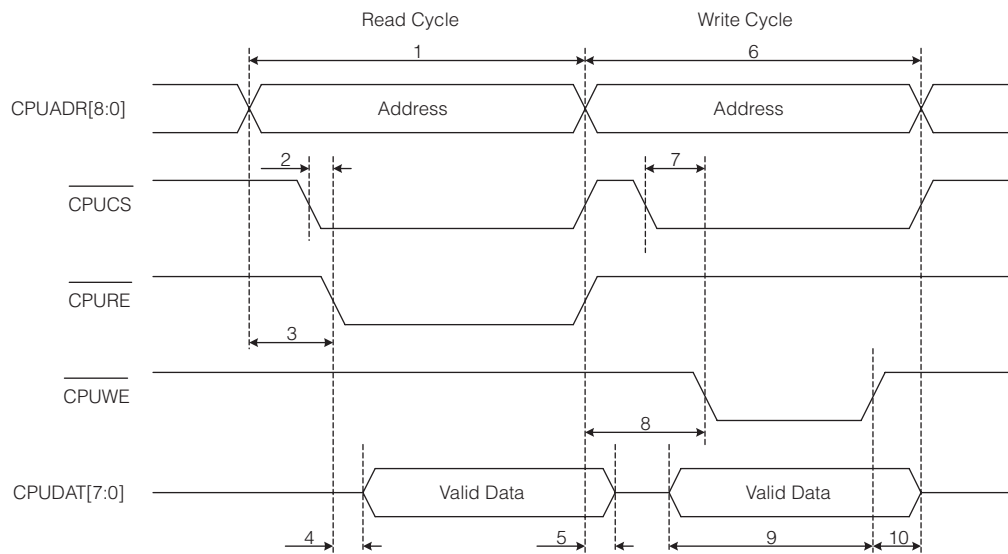 Read Cycle Write Cycle
1 6
CPUADR[8:0] Address Address
2 7
CPUCS
CPURE
3
CPUWE
8
CPUDAT[7:0] Valid Data Valid Data
4 5 9 10